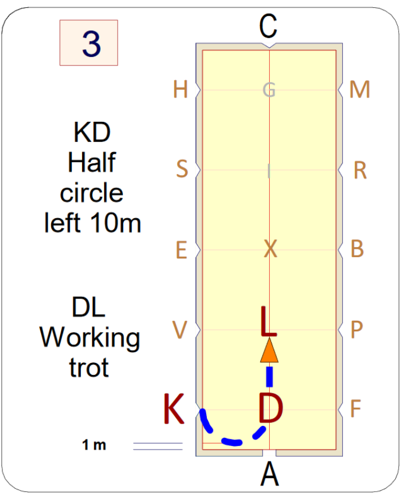 3
C
H G M
KD
Half
circle
left 10m
S I R
E X B
DL
Working
trot
V L P
K D F
1 m
A